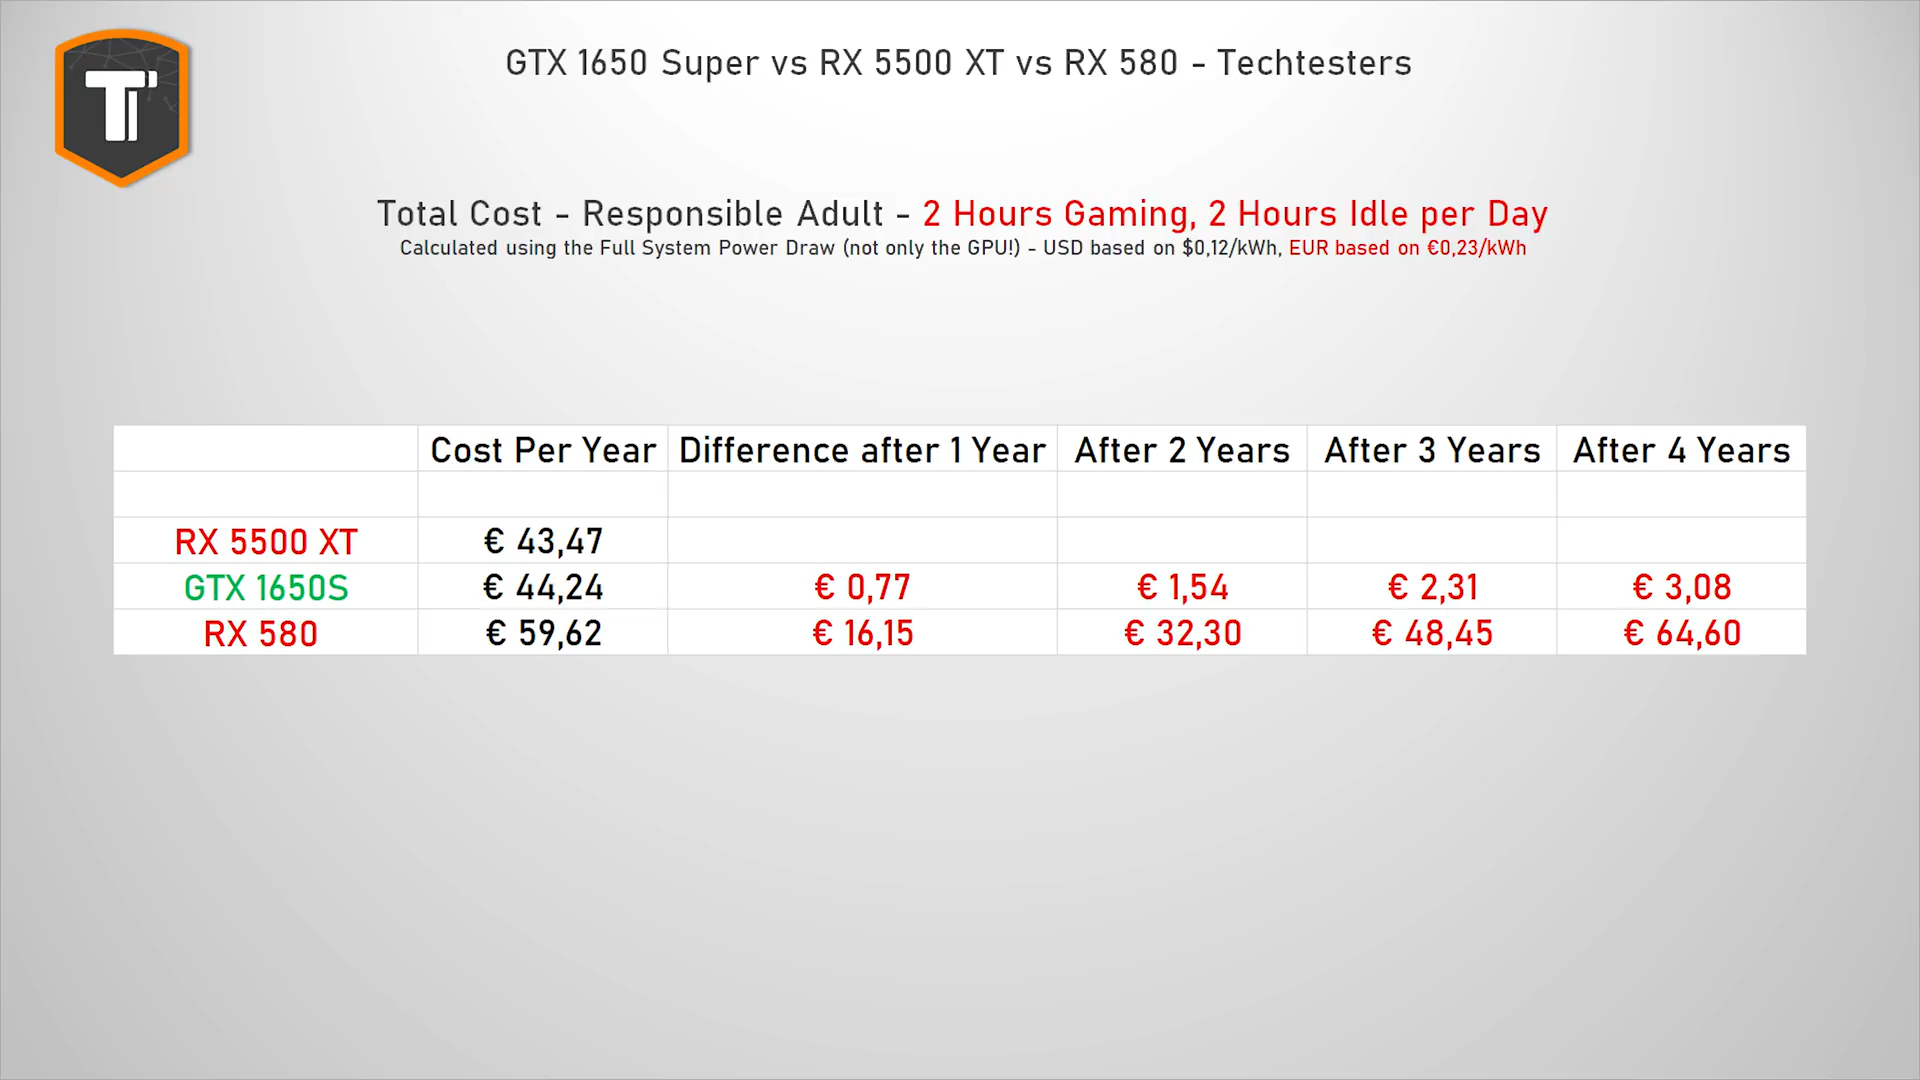 GTX 1650 Super vs RX 5500 XT vs RX 580 - Techtesters
Total Cost - Responsible Adult - 2 Hours Gaming, 2 Hours Idle per Day
Calculated using the Full System Power Draw (not only the GPU!) - USD based on $0,12/kWh, EUR based on €0,23/kWh
Cost Per Year Difference after 1 Year After 2 Years After 3 Years After 4 Years
RX 5500 XT € 43,47
GTX 1650S € 44,24 € 0,77 € 1,54 € 2,31 € 3,08
RX 580 € 59,62 € 16,15 € 32,30 € 48,45 € 64,60